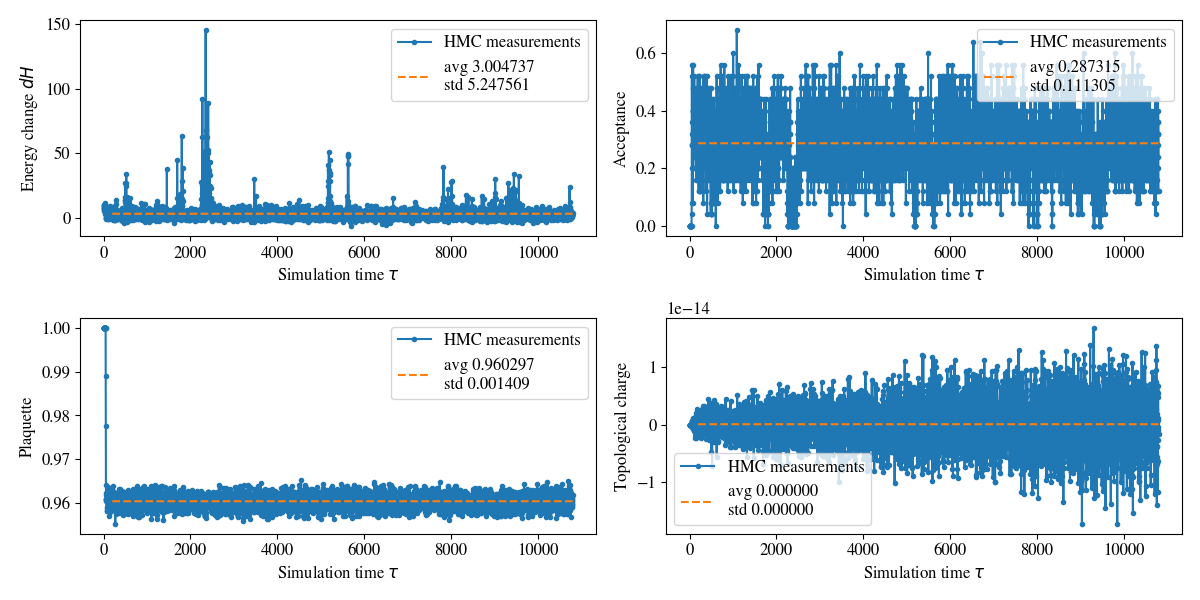 150
100
50
0
Energy change dH
HMC measurements
avg 3.004737
std 5.247561
0 2000 4000 6000 8000 10000
Simulation time τ
0.6
0.4
0.2
0.0
Acceptance
HMC measurements
avg 0.287315
std 0.111305
0 2000 4000 6000 8000 10000
Simulation time τ
1.00
0.99
0.98
0.97
0.96
Plaquette
HMC measurements
avg 0.960297
std 0.001409
0 2000 4000 6000 8000 10000
Simulation time τ
1e−14
1
0
−1
Topological charge
HMC measurements
avg 0.000000
std 0.000000
0 2000 4000 6000 8000 10000
Simulation time τ